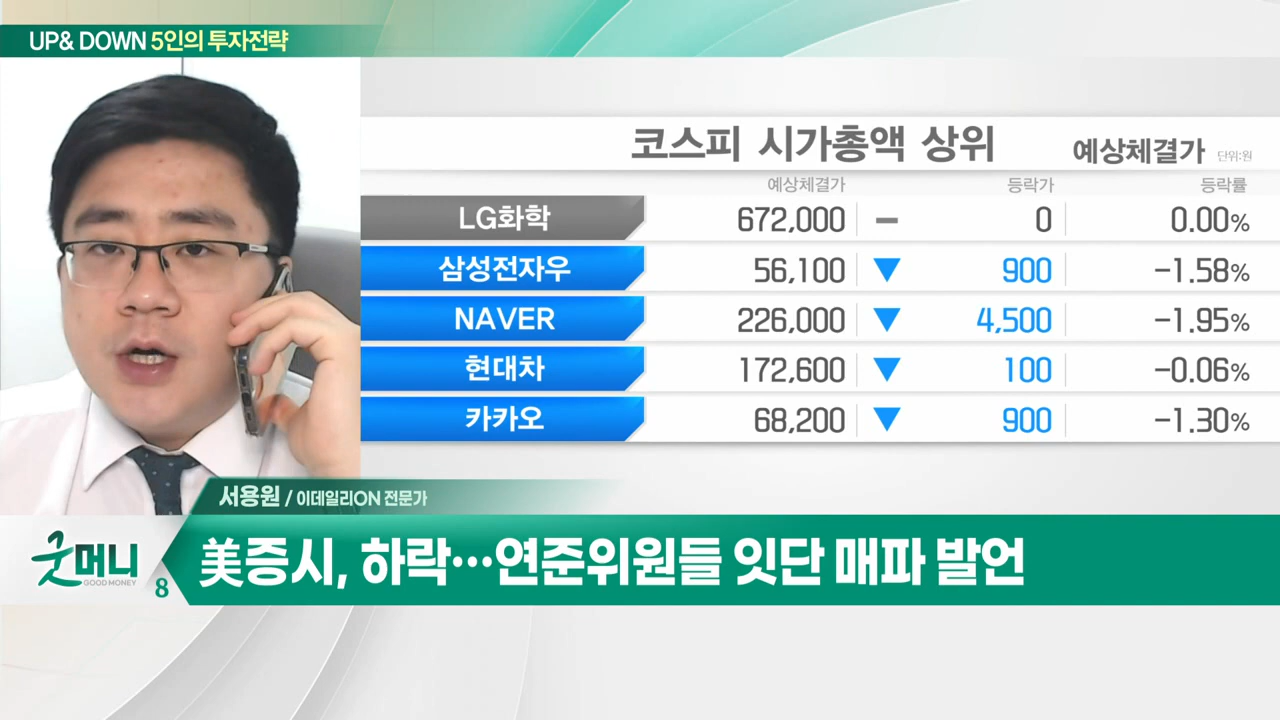 UP& DOWN 5인의 투자전략
코스피 시가총액 상위 예상체결가 단위:원
예상체결가 등락가 등락률
LG화학 672,000 － 0 0.00%
삼성전자우 56,100 ▼ 900 -1.58%
NAVER 226,000 ▼ 4,500 -1.95%
현대차 172,600 ▼ 100 -0.06%
카카오 68,200 ▼ 900 -1.30%
서용원 / 이데일리ON 전문가
굿머니
GOOD MONEY
8
美증시, 하락…연준위원들 잇단 매파 발언